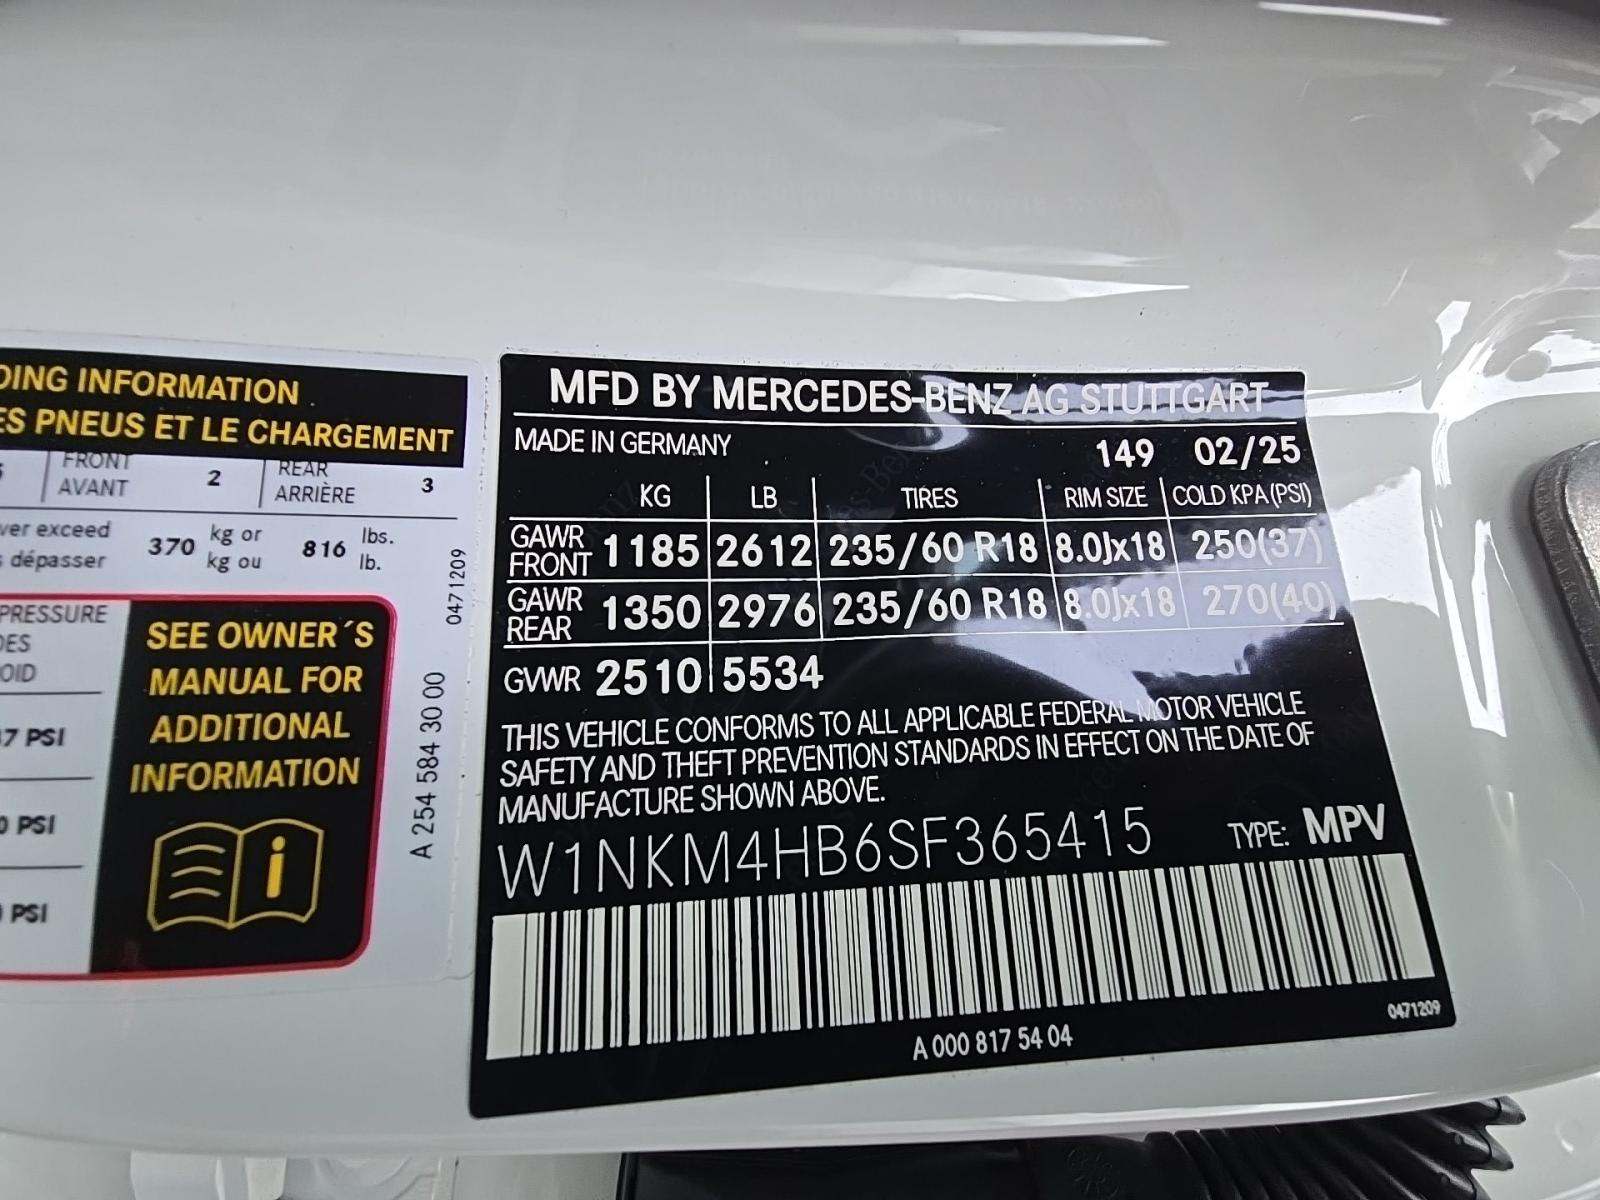 DING INFORMATION
ES PNEUS ET LE CHARGEMENT
FRONT
AVANT
2
REAR
ARRIÈRE
3
ver exceed
dépasser
370
kg or
kg ou
816
lbs.
lb.
PRESSURE
DES
OID
7 PSI
0 PSI
PSI
SEE OWNER´S
MANUAL FOR
ADDITIONAL
INFORMATION
0471209
A 254 584 30 00
MFD BY MERCEDES-BENZ AG STUTTGART
MADE IN GERMANY 149 02/25
KG LB TIRES RIM SIZE COLD KPA (PSI)
GAWR FRONT 1185 2612 235/60 R18 8.0Jx18 250(37)
GAWR REAR 1350 2976 235/60 R18 8.0Jx18 270(40)
GVWR 2510 5534
THIS VEHICLE CONFORMS TO ALL APPLICABLE FEDERAL MOTOR VEHICLE
SAFETY AND THEFT PREVENTION STANDARDS IN EFFECT ON THE DATE OF
MANUFACTURE SHOWN ABOVE.
W1NKM4HB6SF365415 TYPE: MPV
A 000 817 54 04
0471209